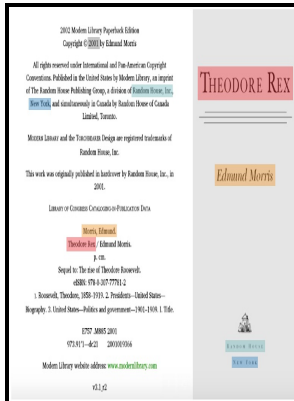 2002 Modern Library Paperback Edition
Copyright © 2001 by Edmund Morris
All rights reserved under International and Pan-American Copyright
Conventions. Published in the United States by Modern Library, an imprint
of The Random House Publishing Group, a division of Random House, Inc.,
New York, and simultaneously in Canada by Random House of Canada
Limited, Toronto.
MODERN LIBRARY and the TORCHBEARER Design are registered trademarks of
Random House, Inc.
This work was originally published in hardcover by Random House, Inc., in
2001.
LIBRARY OF CONGRESS CATALOGING-IN-PUBLICATION DATA
Morris, Edmund.
Theodore Rex / Edmund Morris.
p. cm.
Sequel to: The rise of Theodore Roosevelt.
eISBN: 978-0-307-77781-2
1. Roosevelt, Theodore, 1858-1919. 2. Presidents—United States—
Biography. 3. United States—Politics and government—1901-1909. I. Title.
E757 .M885 2001
973.91'1—dc21 2001019366
Modern Library website address: www.modernlibrary.com
v3.1_r2
THEODORE REX
Edmund Morris
RANDOM HOUSE
NEW YORK